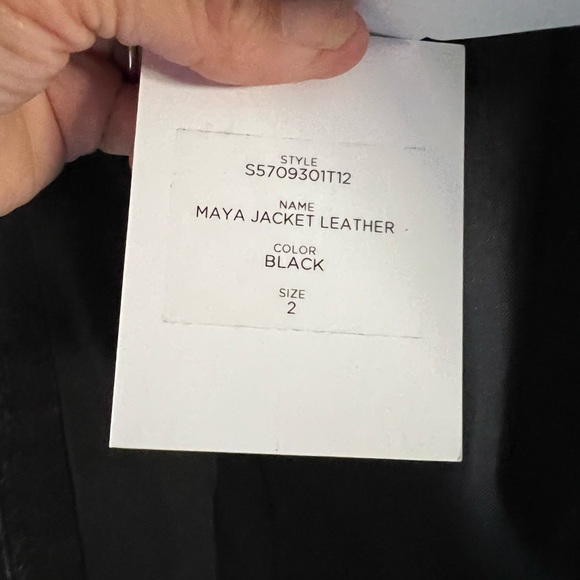 STYLE
S5709301T12
NAME
MAYA JACKET LEATHER
COLOR
BLACK
SIZE
2